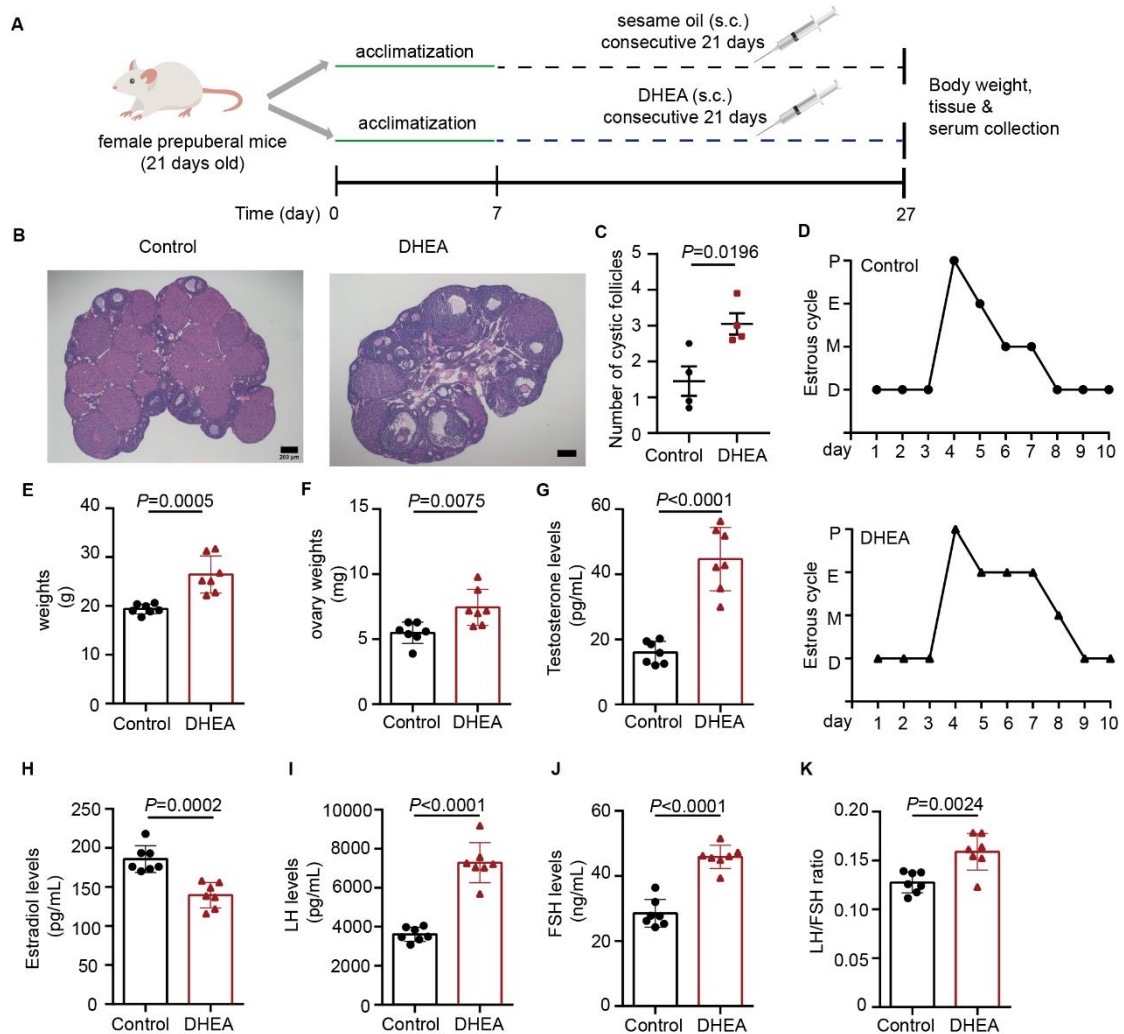 A
female prepuberal mice
(21 days old)
acclimatization
acclimatization
sesame oil (s.c.)
consecutive 21 days
DHEA (s.c.)
consecutive 21 days
Body weight,
tissue &
serum collection
Time (day)
0
7
27
B
Control
DHEA
200 µm
C
P=0.0196
Number of cystic follicles
5
4
3
2
1
0
Control
DHEA
D
Control
Estrous cycle
P
E
M
D
day
1 2 3 4 5 6 7 8 9 10
DHEA
Estrous cycle
P
E
M
D
day
1 2 3 4 5 6 7 8 9 10
E
P=0.0005
weights
(g)
40
30
20
10
0
Control
DHEA
F
P=0.0075
ovary weights
(mg)
15
10
5
0
Control
DHEA
G
P<0.0001
Testosterone levels
(pg/mL)
60
40
20
0
Control
DHEA
H
P=0.0002
Estradiol levels
(pg/mL)
250
200
150
100
50
0
Control
DHEA
I
P<0.0001
LH levels
(pg/mL)
10000
8000
6000
4000
2000
0
Control
DHEA
J
P<0.0001
FSH levels
(ng/mL)
60
40
20
0
Control
DHEA
K
P=0.0024
LH/FSH ratio
0.20
0.15
0.10
0.05
0.00
Control
DHEA